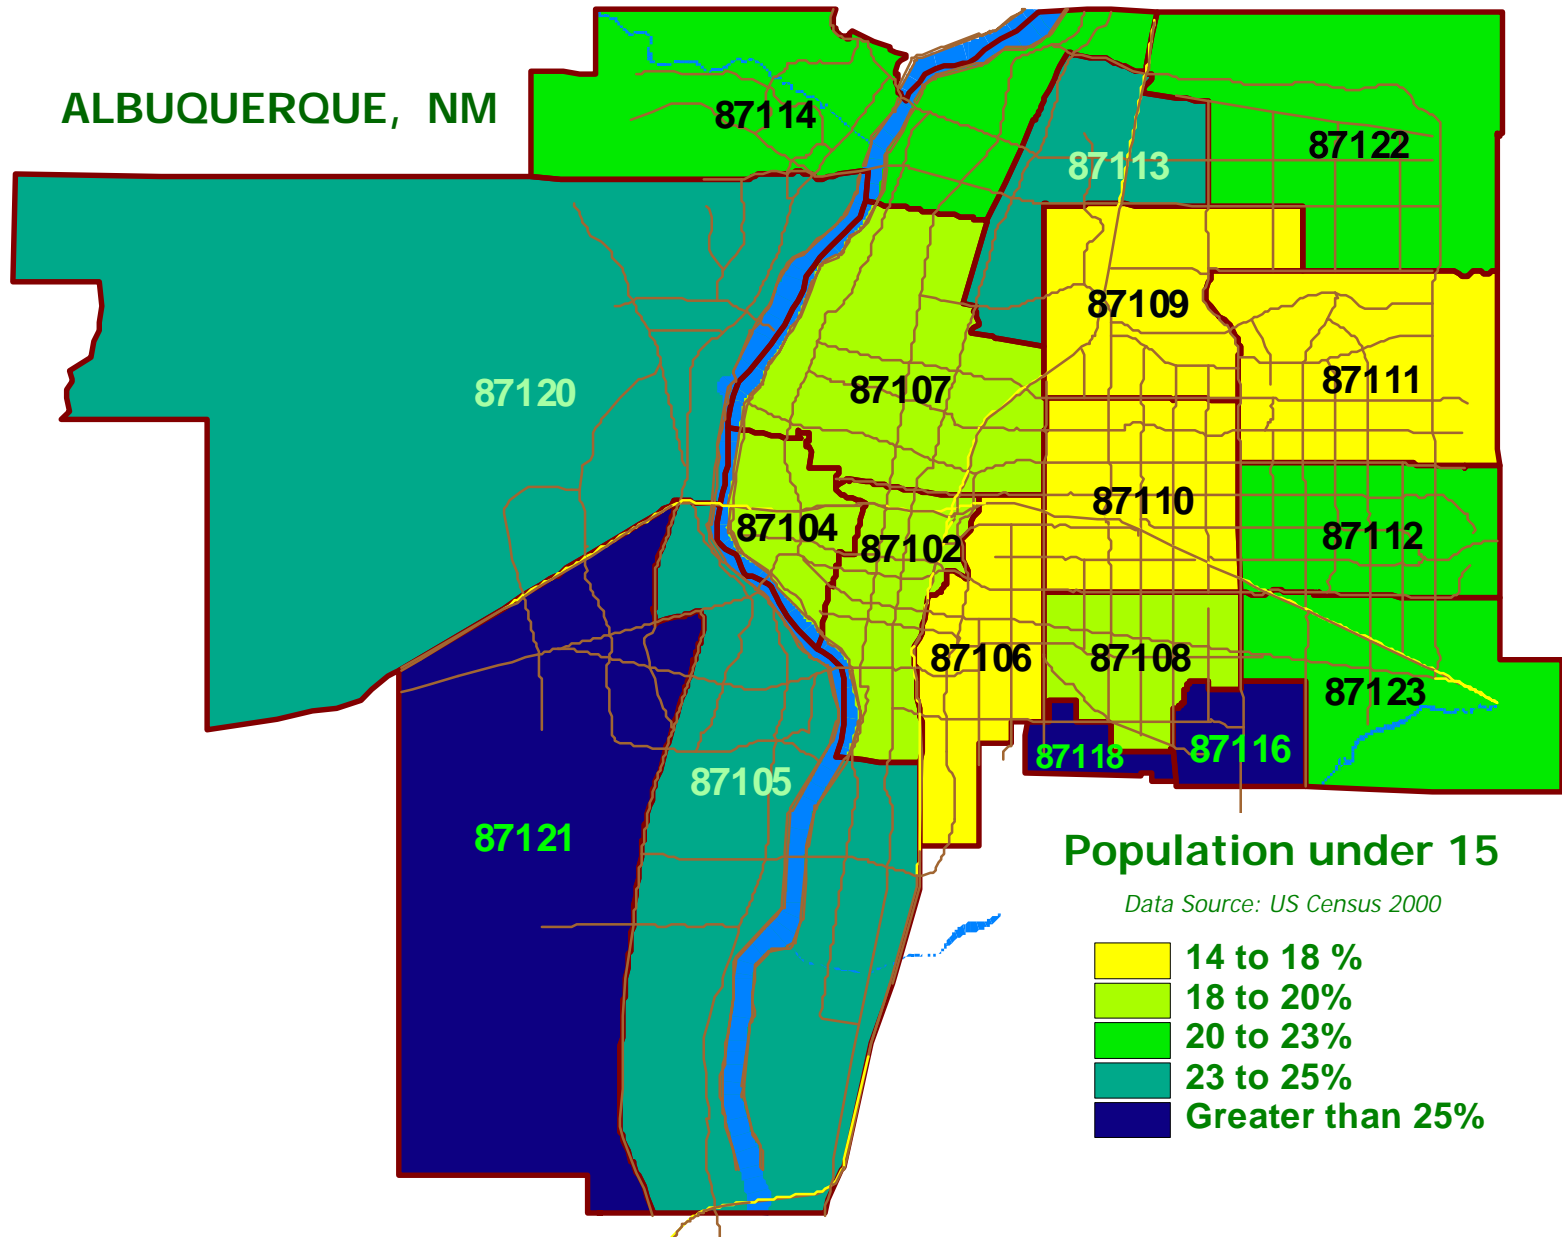 ALBUQUERQUE, NM
87114
87122
87113
87109
87111
87120
87107
87110
87104
87102
87112
87106
87108
87123
87118
87116
87105
87121
Population under 15
Data Source: US Census 2000
14 to 18 %
18 to 20%
20 to 23%
23 to 25%
Greater than 25%